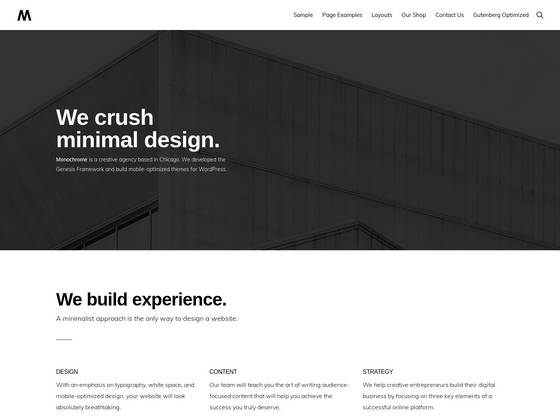 M
Sample Page Examples Layouts Our Shop Contact Us Gutenberg Optimized
We crush
minimal design.
Monochrome is a creative agency based in Chicago. We developed the
Genesis Framework and build mobile-optimized themes for WordPress.
We build experience.
A minimalist approach is the only way to design a website.
DESIGN
With an emphasis on typography, white space, and
mobile-optimized design, your website will look
absolutely breathtaking.
CONTENT
Our team will teach you the art of writing audience-
focused content that will help you achieve the
success you truly deserve.
STRATEGY
We help creative entrepreneurs build their digital
business by focusing on three key elements of a
successful online platform.